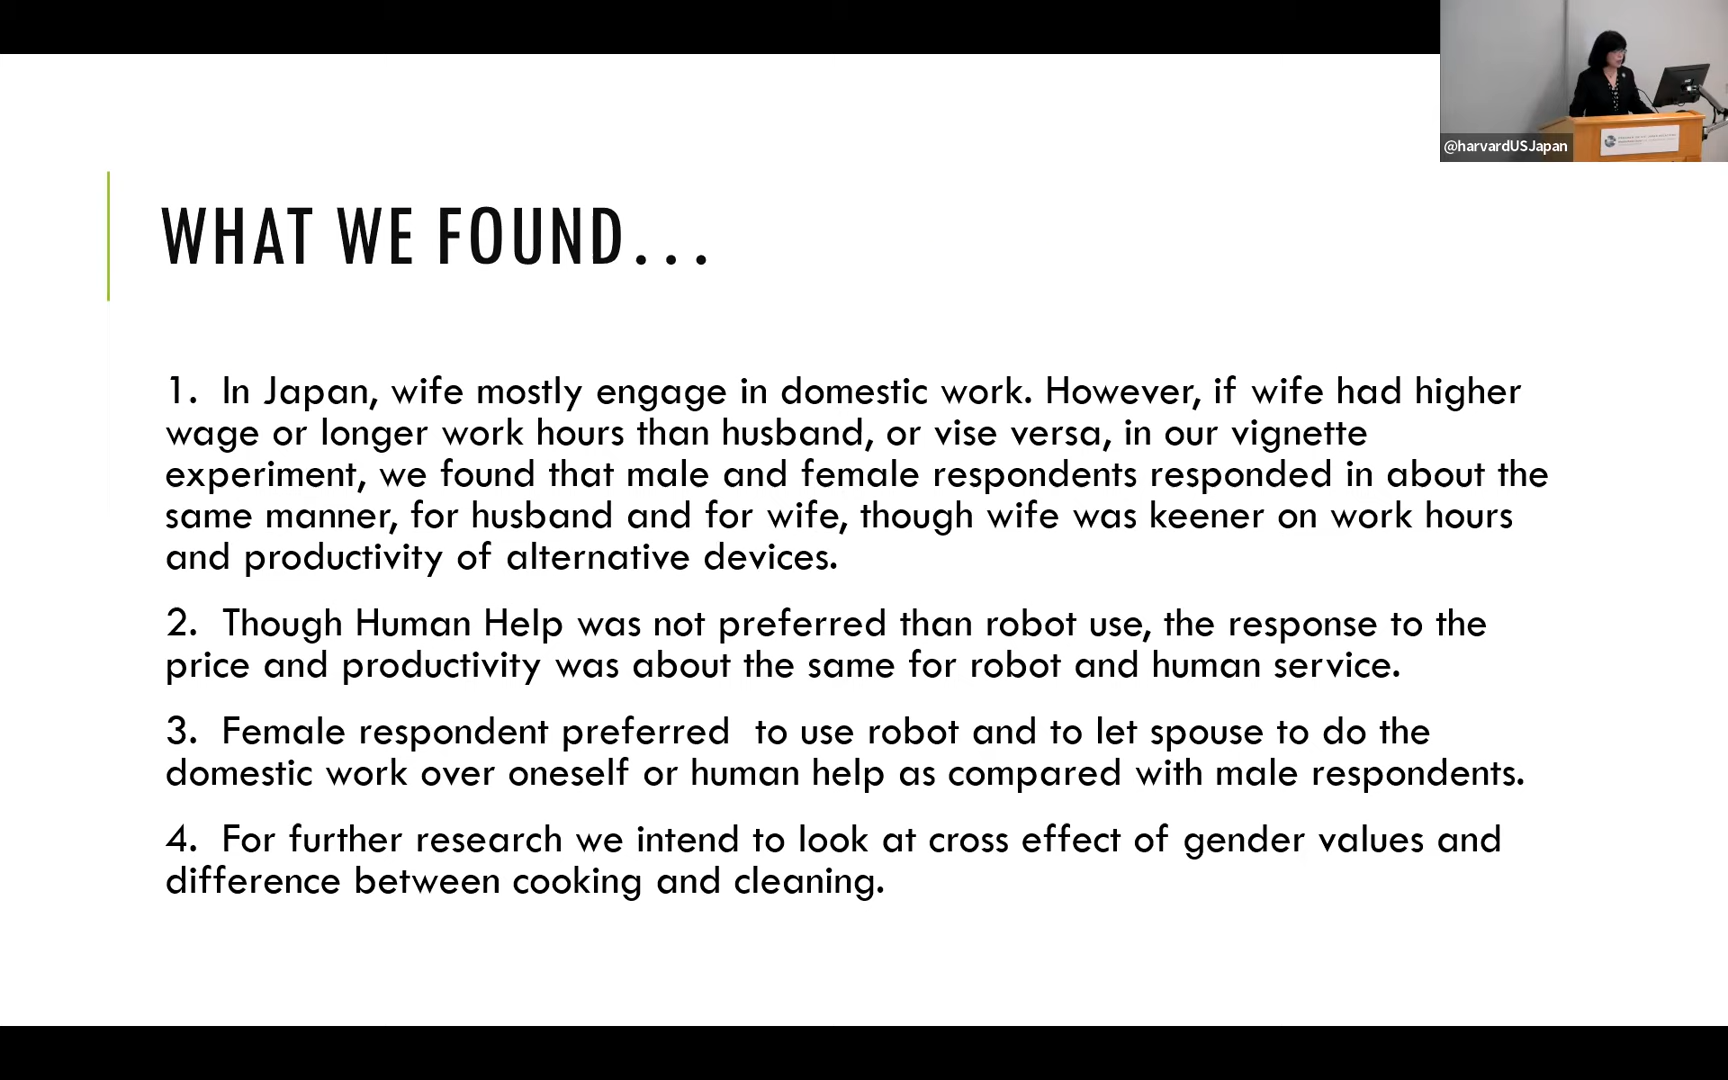 @harvardUSJapan
WHAT WE FOUND...
1. In Japan, wife mostly engage in domestic work. However, if wife had higher
wage or longer work hours than husband, or vise versa, in our vignette
experiment, we found that male and female respondents responded in about the
same manner, for husband and for wife, though wife was keener on work hours
and productivity of alternative devices.
2. Though Human Help was not preferred than robot use, the response to the
price and productivity was about the same for robot and human service.
3. Female respondent preferred to use robot and to let spouse to do the
domestic work over oneself or human help as compared with male respondents.
4. For further research we intend to look at cross effect of gender values and
difference between cooking and cleaning.